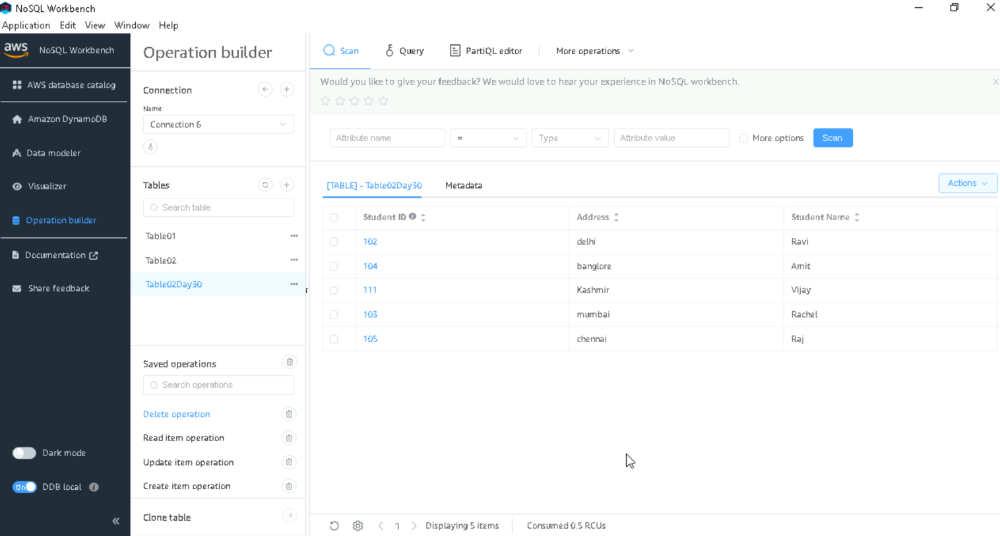 NoSQL Workbench
Application Edit View Window Help
aws NoSQL Workbench
AWS database catalog
Amazon DynamoDB
Data modeler
Visualizer
Operation builder
Documentation
Share feedback
Dark mode
On DDB local
Operation builder
Connection
Name
Connection 6
Tables
Search table
Table01
Table02
Table02Day30
Saved operations
Search operations
Delete operation
Read item operation
Update item operation
Create item operation
Clone table
Scan Query PartiQL editor More operations
Would you like to give your feedback? We would love to hear your experience in NoSQL workbench.
Attribute name = Type Attribute value More options Scan
[TABLE] - Table02Day30 Metadata Actions
Student ID Address Student Name
102 delhi Ravi
104 banglore Amit
111 Kashmir Vijay
103 mumbai Rachel
105 chennai Raj
1 Displaying 5 items Consumed 0.5 RCUs